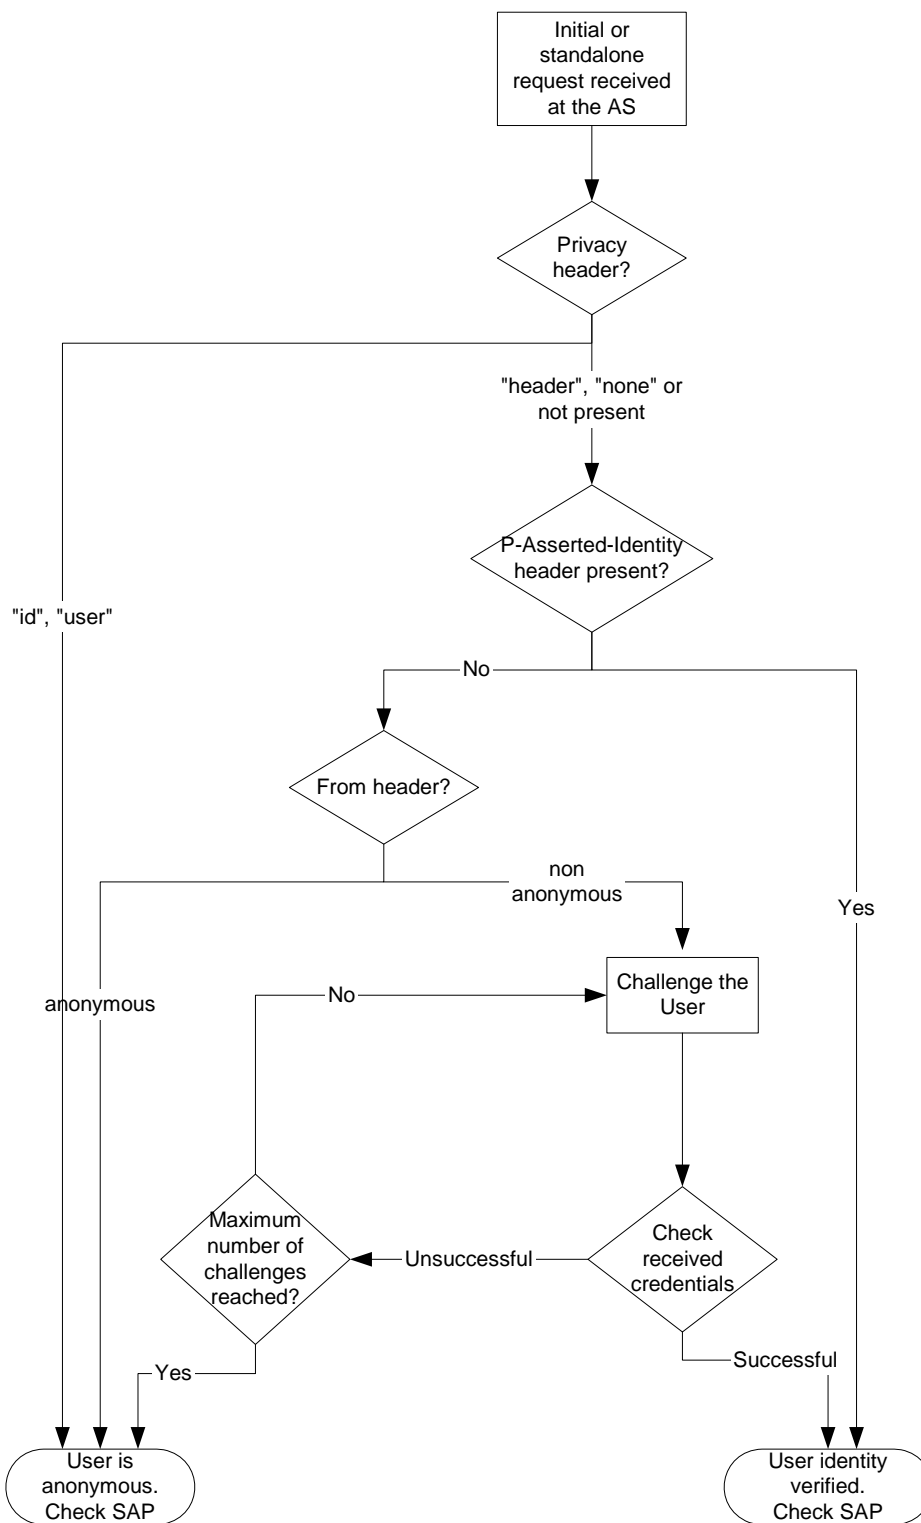 Initial or
standalone
request received
at the AS
Privacy
header?
"header", "none" or
not present
P-Asserted-Identity
header present?
"id", "user"
No
From header?
non
anonymous
Yes
anonymous
No
Challenge the
User
Maximum
number of
challenges
reached?
Unsuccessful
Check
received
credentials
Yes
Successful
User is
anonymous.
Check SAP
User identity
verified.
Check SAP